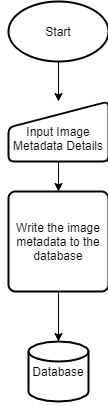 Start
Input Image
Metadata Details
Write the image
metadata to the
database
Database